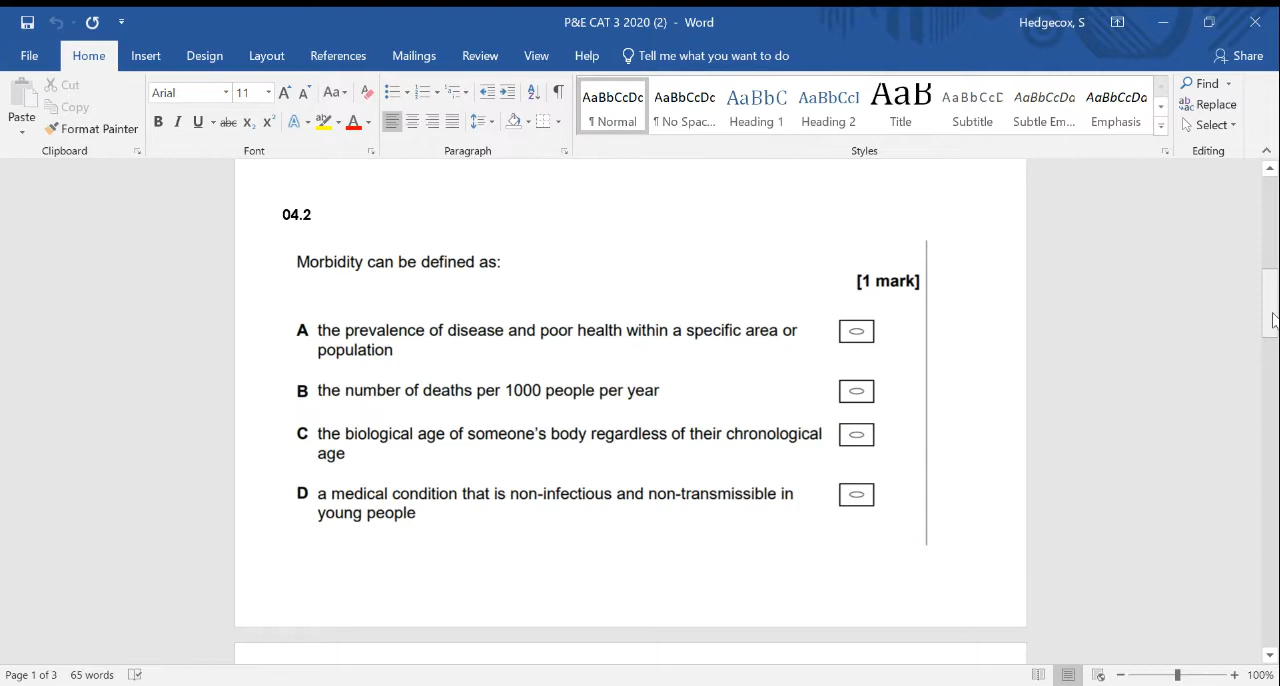 P&E CAT 3 2020 (2) - Word
Hedgecox, S
File Home Insert Design Layout References Mailings Review View Help Tell me what you want to do Share
Paste
Cut
Copy
Format Painter
Clipboard
Arial 11 Aa
B I U abc X₂ X²
Font
Paragraph
AaBbCcDc AaBbCcDc AaBbC AaBbCcI AaB AaBbCcD AaBbCcDa AaBbCcDa
¶ Normal ¶ No Spac... Heading 1 Heading 2 Title Subtitle Subtle Em... Emphasis
Styles
Find
Replace
Select
Editing
04.2
Morbidity can be defined as:
[1 mark]
A the prevalence of disease and poor health within a specific area or
population
B the number of deaths per 1000 people per year
C the biological age of someone's body regardless of their chronological
age
D a medical condition that is non-infectious and non-transmissible in
young people
Page 1 of 3 65 words 100%